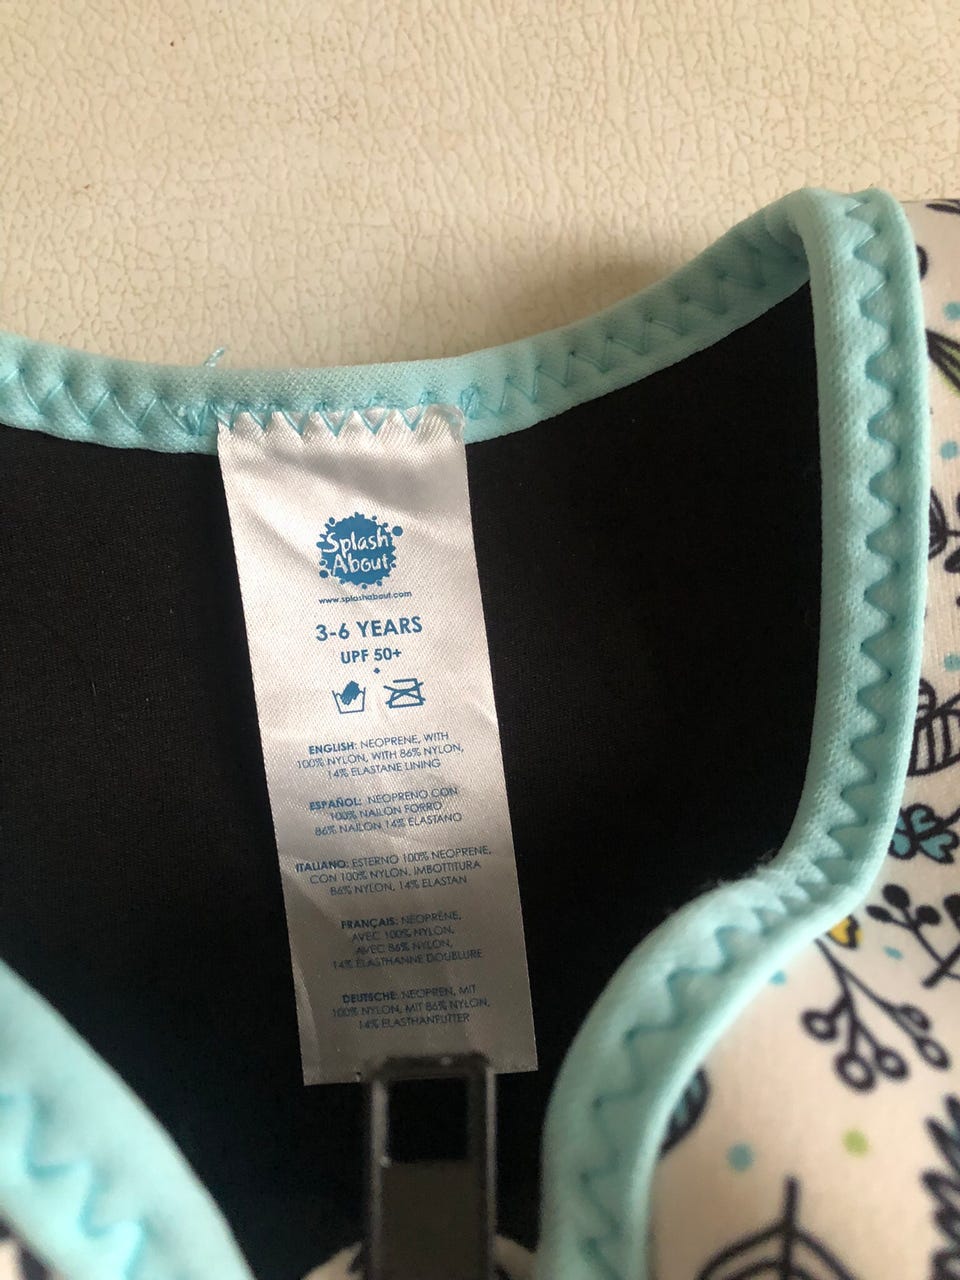 Splash
About
www.splashabout.com
3-6 YEARS
UPF 50+
ENGLISH: NEOPRENE, WITH
100% NYLON, WITH 86% NYLON,
14% ELASTANE LINING
ESPAÑOL: NEOPRENO CON
100% NAILON FORRO
86% NAILON 14% ELASTANO
ITALIANO: ESTERNO 100% NEOPRENE,
CON 100% NYLON. IMBOTTITURA
86% NYLON, 14% ELASTAN
FRANÇAIS: NEOPRÈNE,
AVEC 100% NYLON,
AVEC 86% NYLON,
14% ÉLASTHANNE DOUBLURE
DEUTSCHE: NEOPREN, MIT
100% NYLON, MIT 86% NYLON,
14% ELASTHANFUTTER